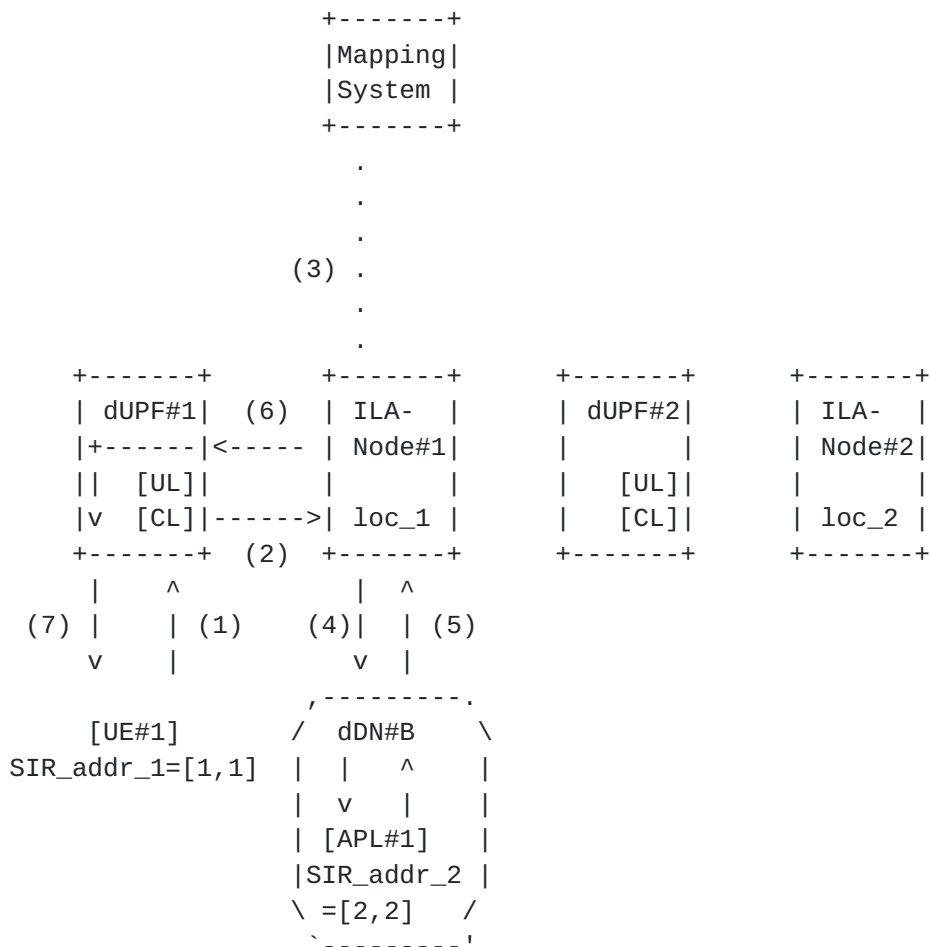 +-------+
                    |Mapping|
                    |System |
                    +-------+
                      .
                      .
                      .
                  (3) .
                      .
                      .
    +-------+       +-------+      +-------+      +-------+
    | dUPF#1|  (6)  | ILA-  |      | dUPF#2|      | ILA-  |
    |+------|<----- | Node#1|      |       |      | Node#2|
    ||  [UL]|       |       |      |   [UL]|      |       |
    |v  [CL]|------>| loc_1 |      |   [CL]|      | loc_2 |
    +-------+  (2)  +-------+      +-------+      +-------+
     |    ^           |  ^
 (7) |    | (1)    (4)|  | (5)
     v    |           v  |
                   ,---------.
     [UE#1]       /  dDN#B    \
SIR_addr_1=[1,1]  |  |   ^    |
                  |  v   |    |
                  | [APL#1]   |
                  |SIR_addr_2 |
                  \ =[2,2]   /
                   `---------'